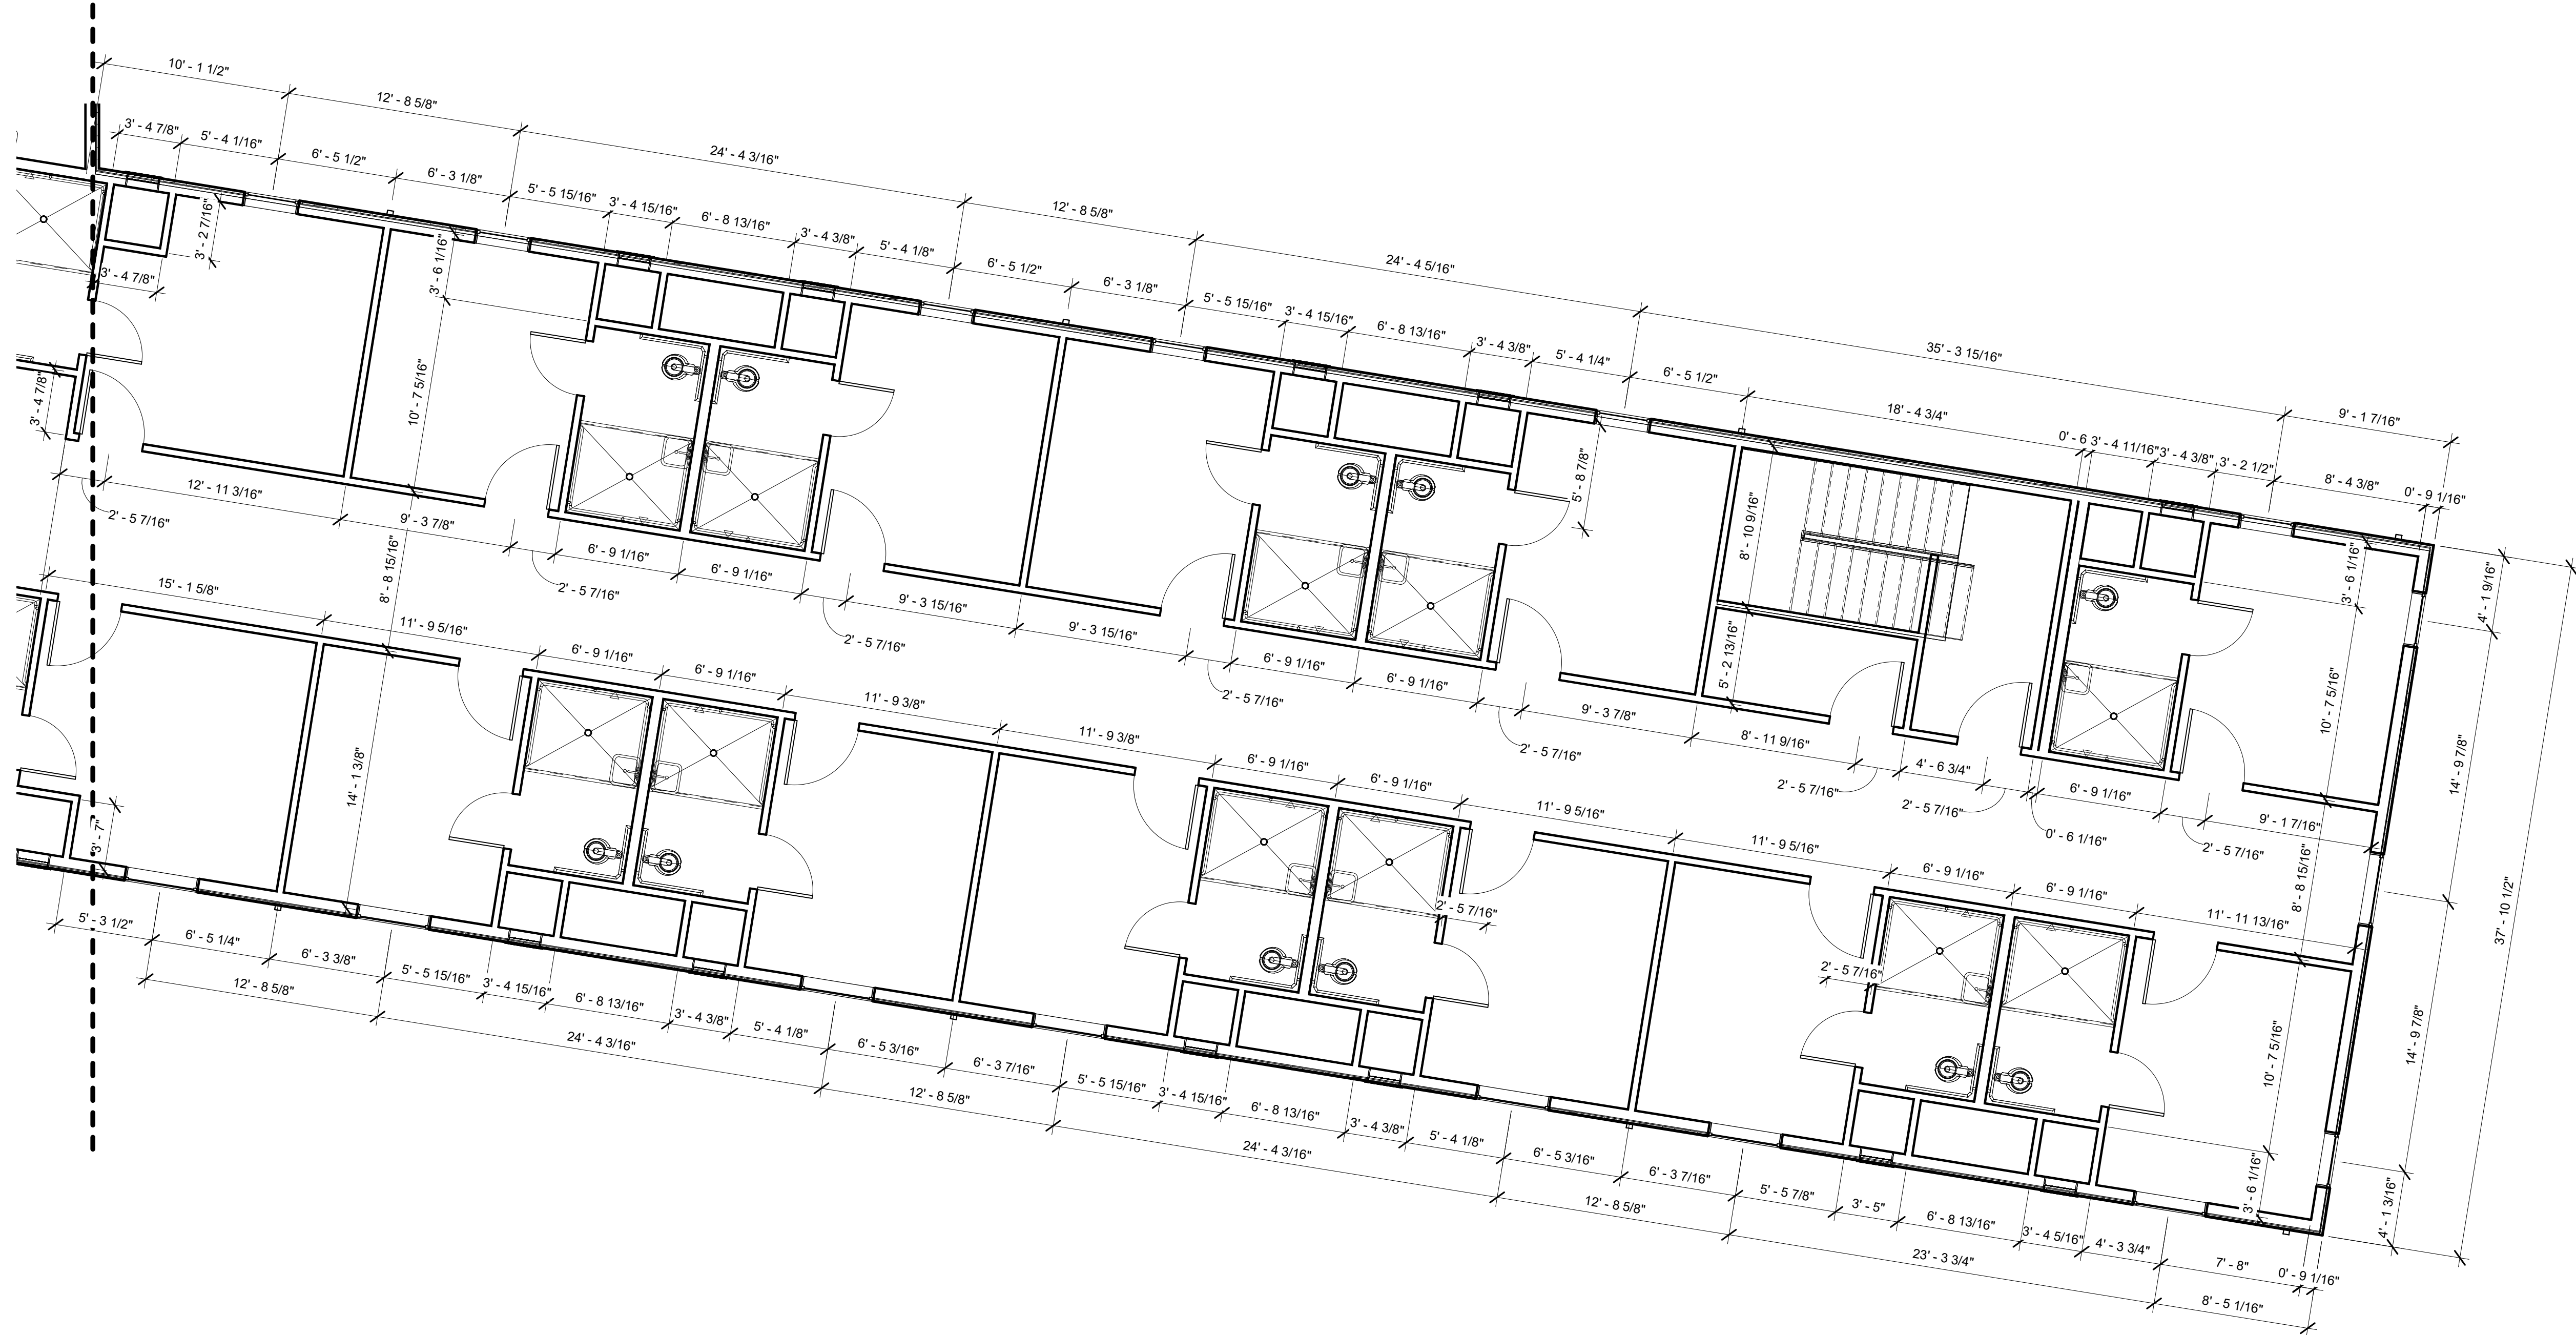 10' - 1 1/2"
12' - 8 5/8"
24' - 4 3/16"
12' - 8 5/8"
24' - 4 5/16"
35' - 3 15/16"
9' - 1 7/16"
3' - 4 7/8"
5' - 4 1/16"
6' - 5 1/2"
6' - 3 1/8"
5' - 5 15/16"
3' - 4 15/16"
6' - 8 13/16"
3' - 4 3/8"
5' - 4 1/8"
6' - 5 1/2"
6' - 3 1/8"
5' - 5 15/16"
3' - 4 15/16"
6' - 8 13/16"
3' - 4 3/8"
5' - 4 1/4"
6' - 5 1/2"
18' - 4 3/4"
0' - 6
3' - 4 11/16"
3' - 4 3/8"
3' - 2 1/2"
8' - 4 3/8"
0' - 9 1/16"
3' - 2 7/16"
3' - 4 7/8"
3' - 4 7/8"
3' - 6 1/16"
10' - 7 5/16"
5' - 8 7/8"
8' - 10 9/16"
5' - 2 13/16"
3' - 6 1/16"
10' - 7 5/16"
4' - 1 9/16"
14' - 9 7/8"
37' - 10 1/2"
2' - 5 7/16"
12' - 11 3/16"
9' - 3 7/8"
2' - 5 7/16"
6' - 9 1/16"
6' - 9 1/16"
2' - 5 7/16"
9' - 3 15/16"
9' - 3 15/16"
2' - 5 7/16"
6' - 9 1/16"
6' - 9 1/16"
2' - 5 7/16"
9' - 3 7/8"
8' - 11 9/16"
2' - 5 7/16"
4' - 6 3/4"
2' - 5 7/16"
0' - 6 1/16"
6' - 9 1/16"
2' - 5 7/16"
9' - 1 7/16"
8' - 8 15/16"
8' - 8 15/16"
15' - 1 5/8"
11' - 9 5/16"
6' - 9 1/16"
6' - 9 1/16"
11' - 9 3/8"
11' - 9 3/8"
6' - 9 1/16"
6' - 9 1/16"
11' - 9 5/16"
11' - 9 5/16"
6' - 9 1/16"
6' - 9 1/16"
11' - 11 13/16"
14' - 1 3/8"
3' - 7"
2' - 5 7/16"
2' - 5 7/16"
10' - 7 5/16"
3' - 6 1/16"
14' - 9 7/8"
4' - 1 3/16"
5' - 3 1/2"
6' - 5 1/4"
6' - 3 3/8"
5' - 5 15/16"
3' - 4 15/16"
6' - 8 13/16"
3' - 4 3/8"
5' - 4 1/8"
6' - 5 3/16"
6' - 3 7/16"
5' - 5 15/16"
3' - 4 15/16"
6' - 8 13/16"
3' - 4 3/8"
5' - 4 1/8"
6' - 5 3/16"
6' - 3 7/16"
5' - 5 7/8"
3' - 5"
6' - 8 13/16"
3' - 4 5/16"
4' - 3 3/4"
7' - 8"
0' - 9 1/16"
12' - 8 5/8"
24' - 4 3/16"
12' - 8 5/8"
24' - 4 3/16"
12' - 8 5/8"
23' - 3 3/4"
8' - 5 1/16"